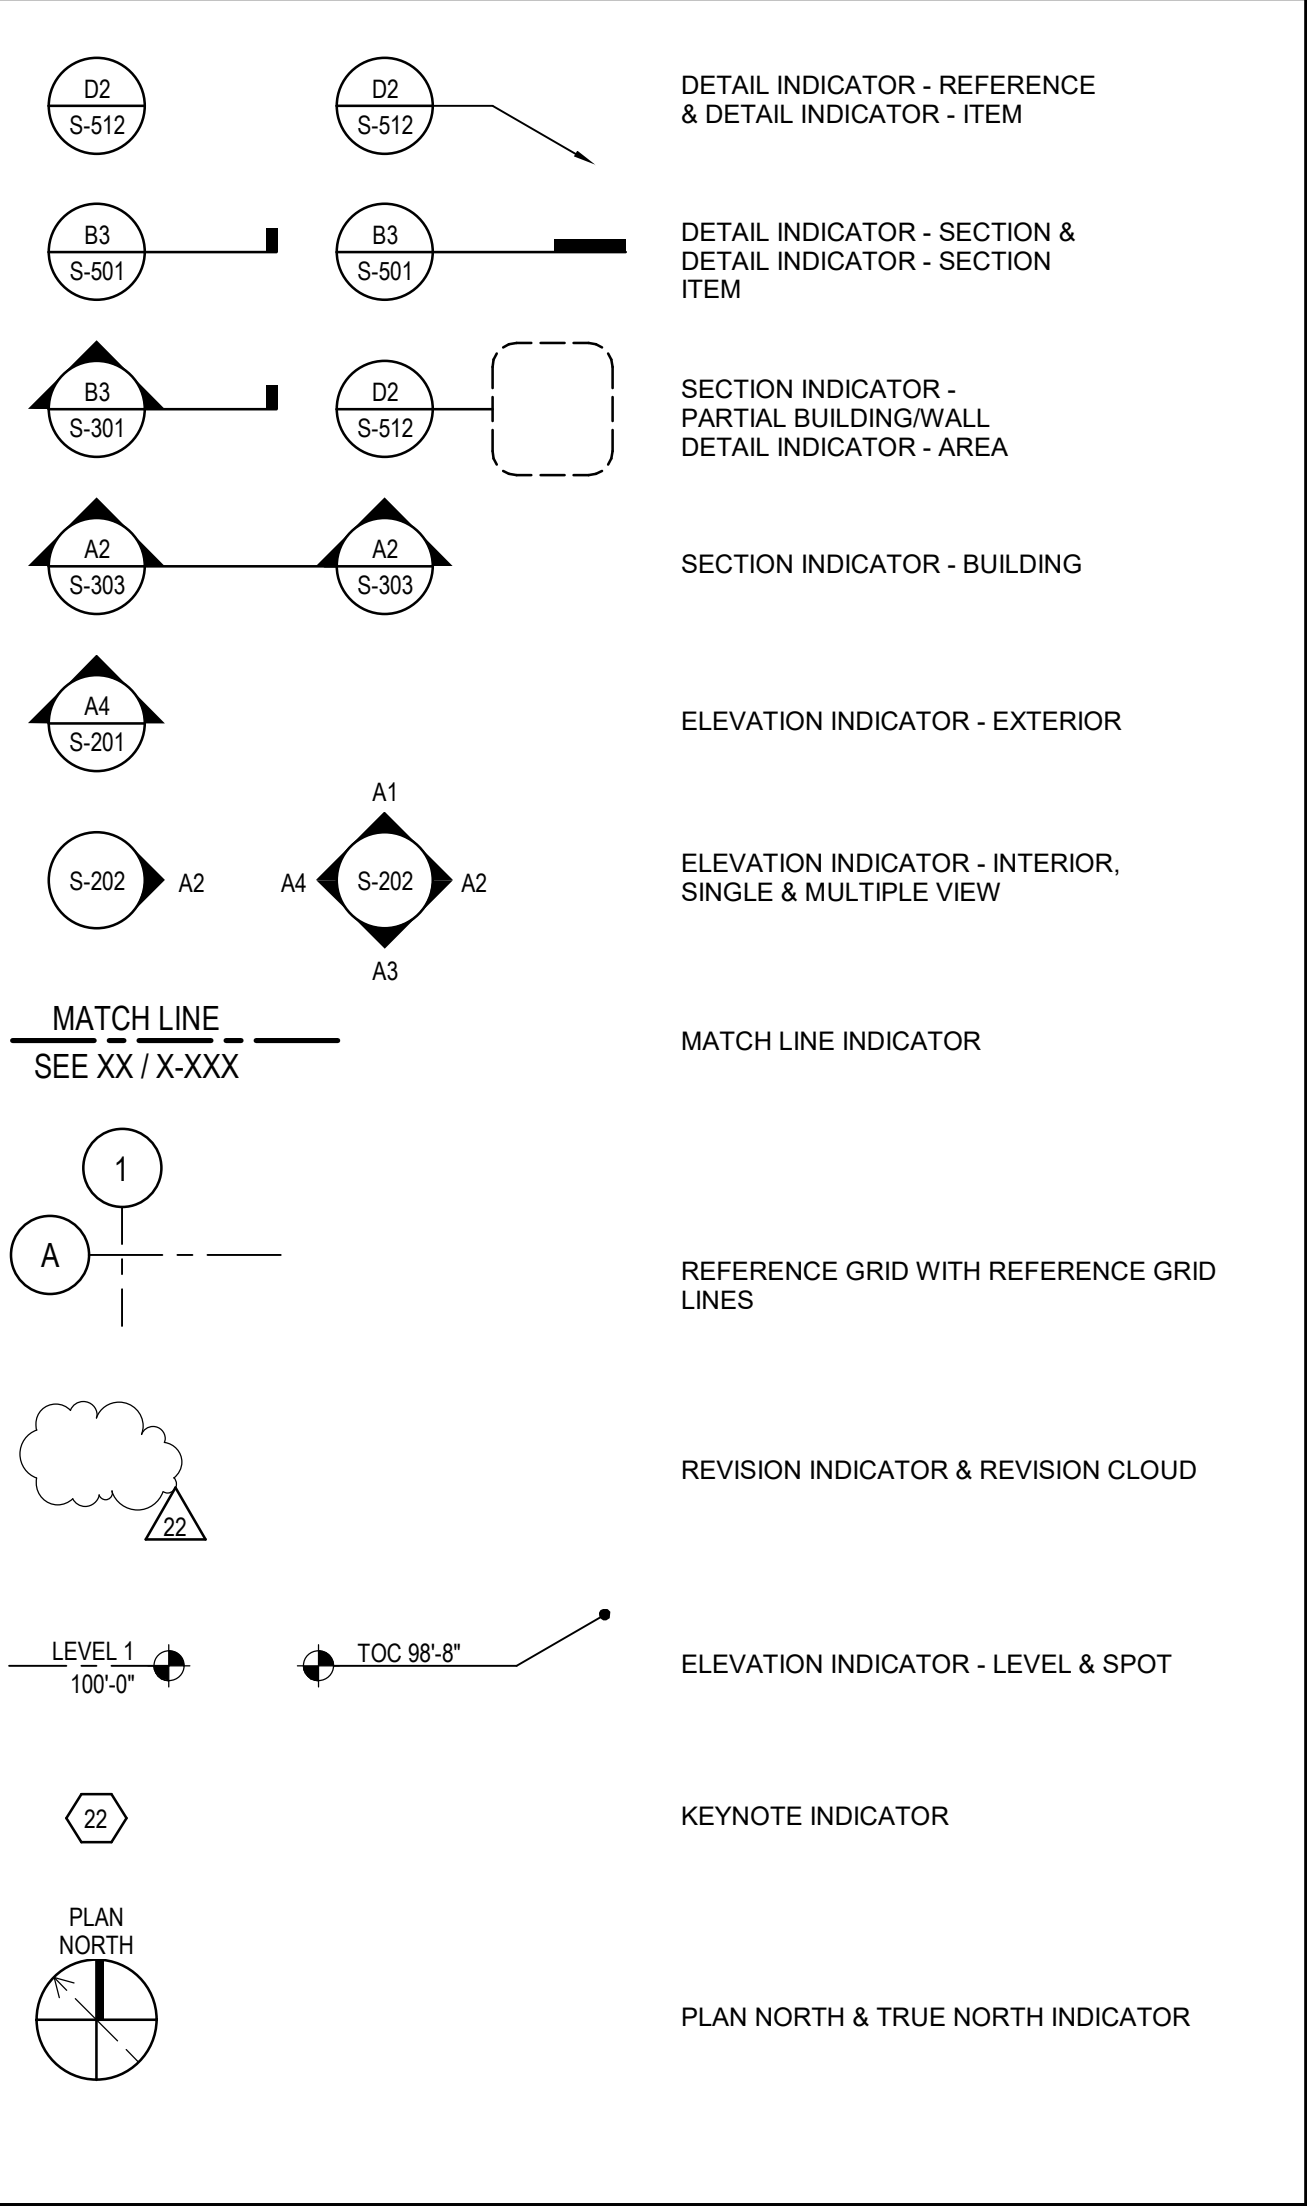 D2
S-512
D2
S-512
DETAIL INDICATOR - REFERENCE
& DETAIL INDICATOR - ITEM
B3
S-501
B3
S-501
DETAIL INDICATOR - SECTION &
DETAIL INDICATOR - SECTION
ITEM
B3
S-301
D2
S-512
SECTION INDICATOR -
PARTIAL BUILDING/WALL
DETAIL INDICATOR - AREA
A2
S-303
A2
S-303
SECTION INDICATOR - BUILDING
A4
S-201
ELEVATION INDICATOR - EXTERIOR
S-202
A2
A1
A4
S-202
A2
A3
ELEVATION INDICATOR - INTERIOR,
SINGLE & MULTIPLE VIEW
MATCH LINE
SEE XX / X-XXX
MATCH LINE INDICATOR
1
A
REFERENCE GRID WITH REFERENCE GRID
LINES
22
REVISION INDICATOR & REVISION CLOUD
LEVEL 1
100'-0"
TOC 98'-8"
ELEVATION INDICATOR - LEVEL & SPOT
22
KEYNOTE INDICATOR
PLAN
NORTH
PLAN NORTH & TRUE NORTH INDICATOR